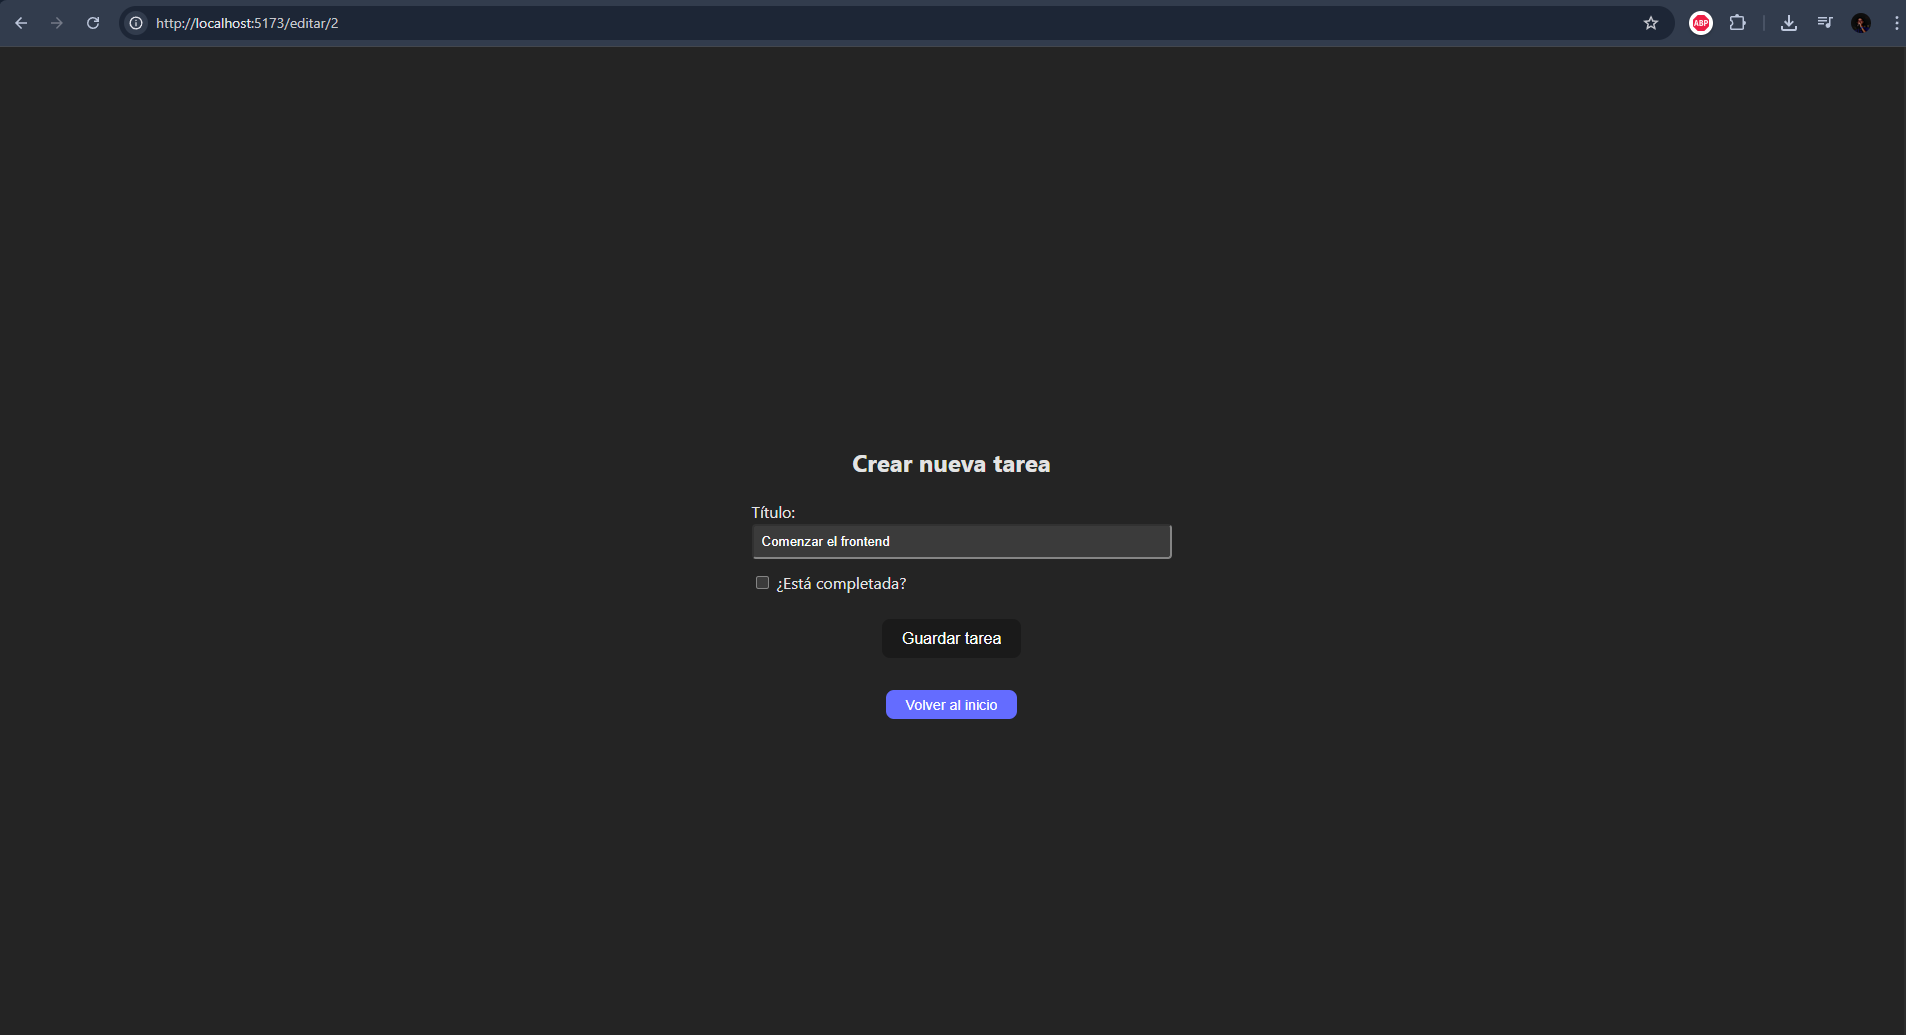 http://localhost:5173/editar/2
ABP
Crear nueva tarea
Título:
Comenzar el frontend
¿Está completada?
Guardar tarea
Volver al inicio